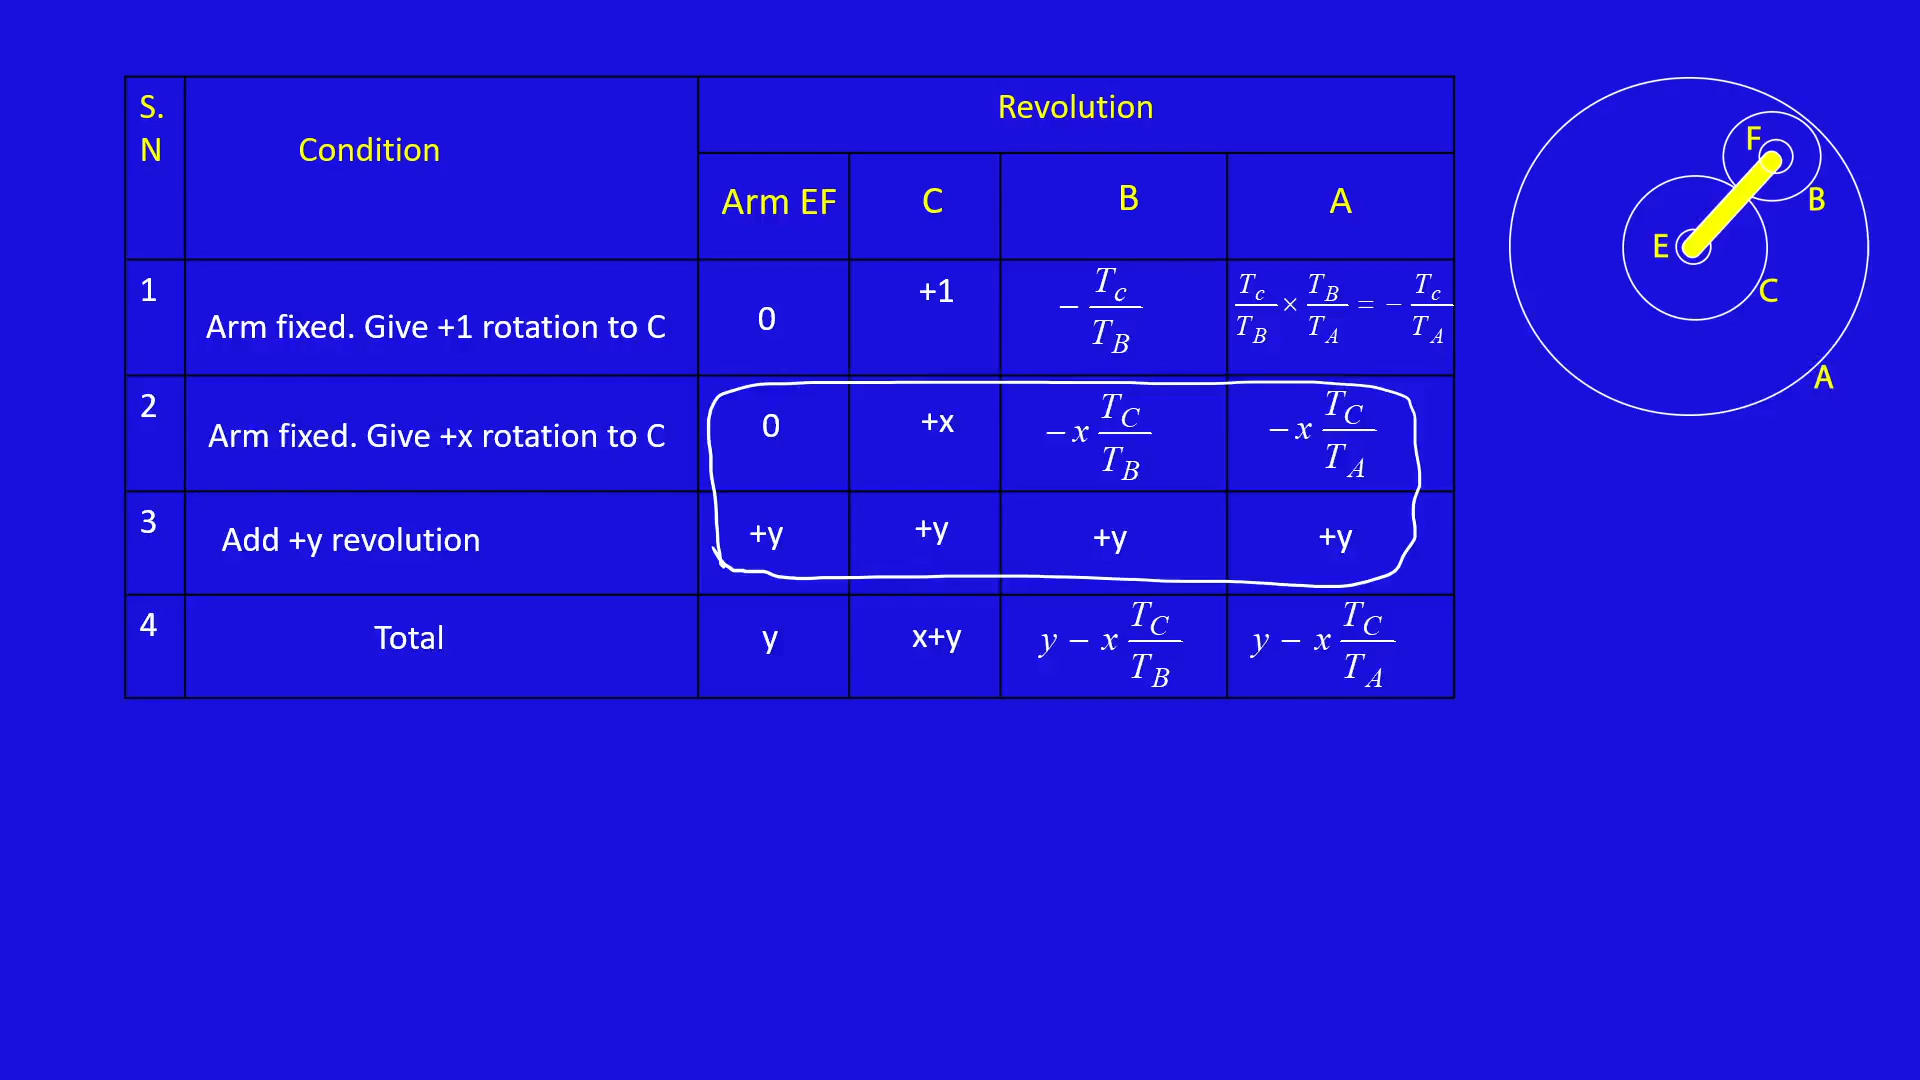 S. N Condition Revolution
Arm EF C B A
1 Arm fixed. Give +1 rotation to C 0 +1 −T_c/T_B T_c/T_B × T_B/T_A = −T_c/T_A
2 Arm fixed. Give +x rotation to C 0 +x −x T_C/T_B −x T_C/T_A
3 Add +y revolution +y +y +y +y
4 Total y x+y y − x T_C/T_B y − x T_C/T_A
F
B
E
C
A